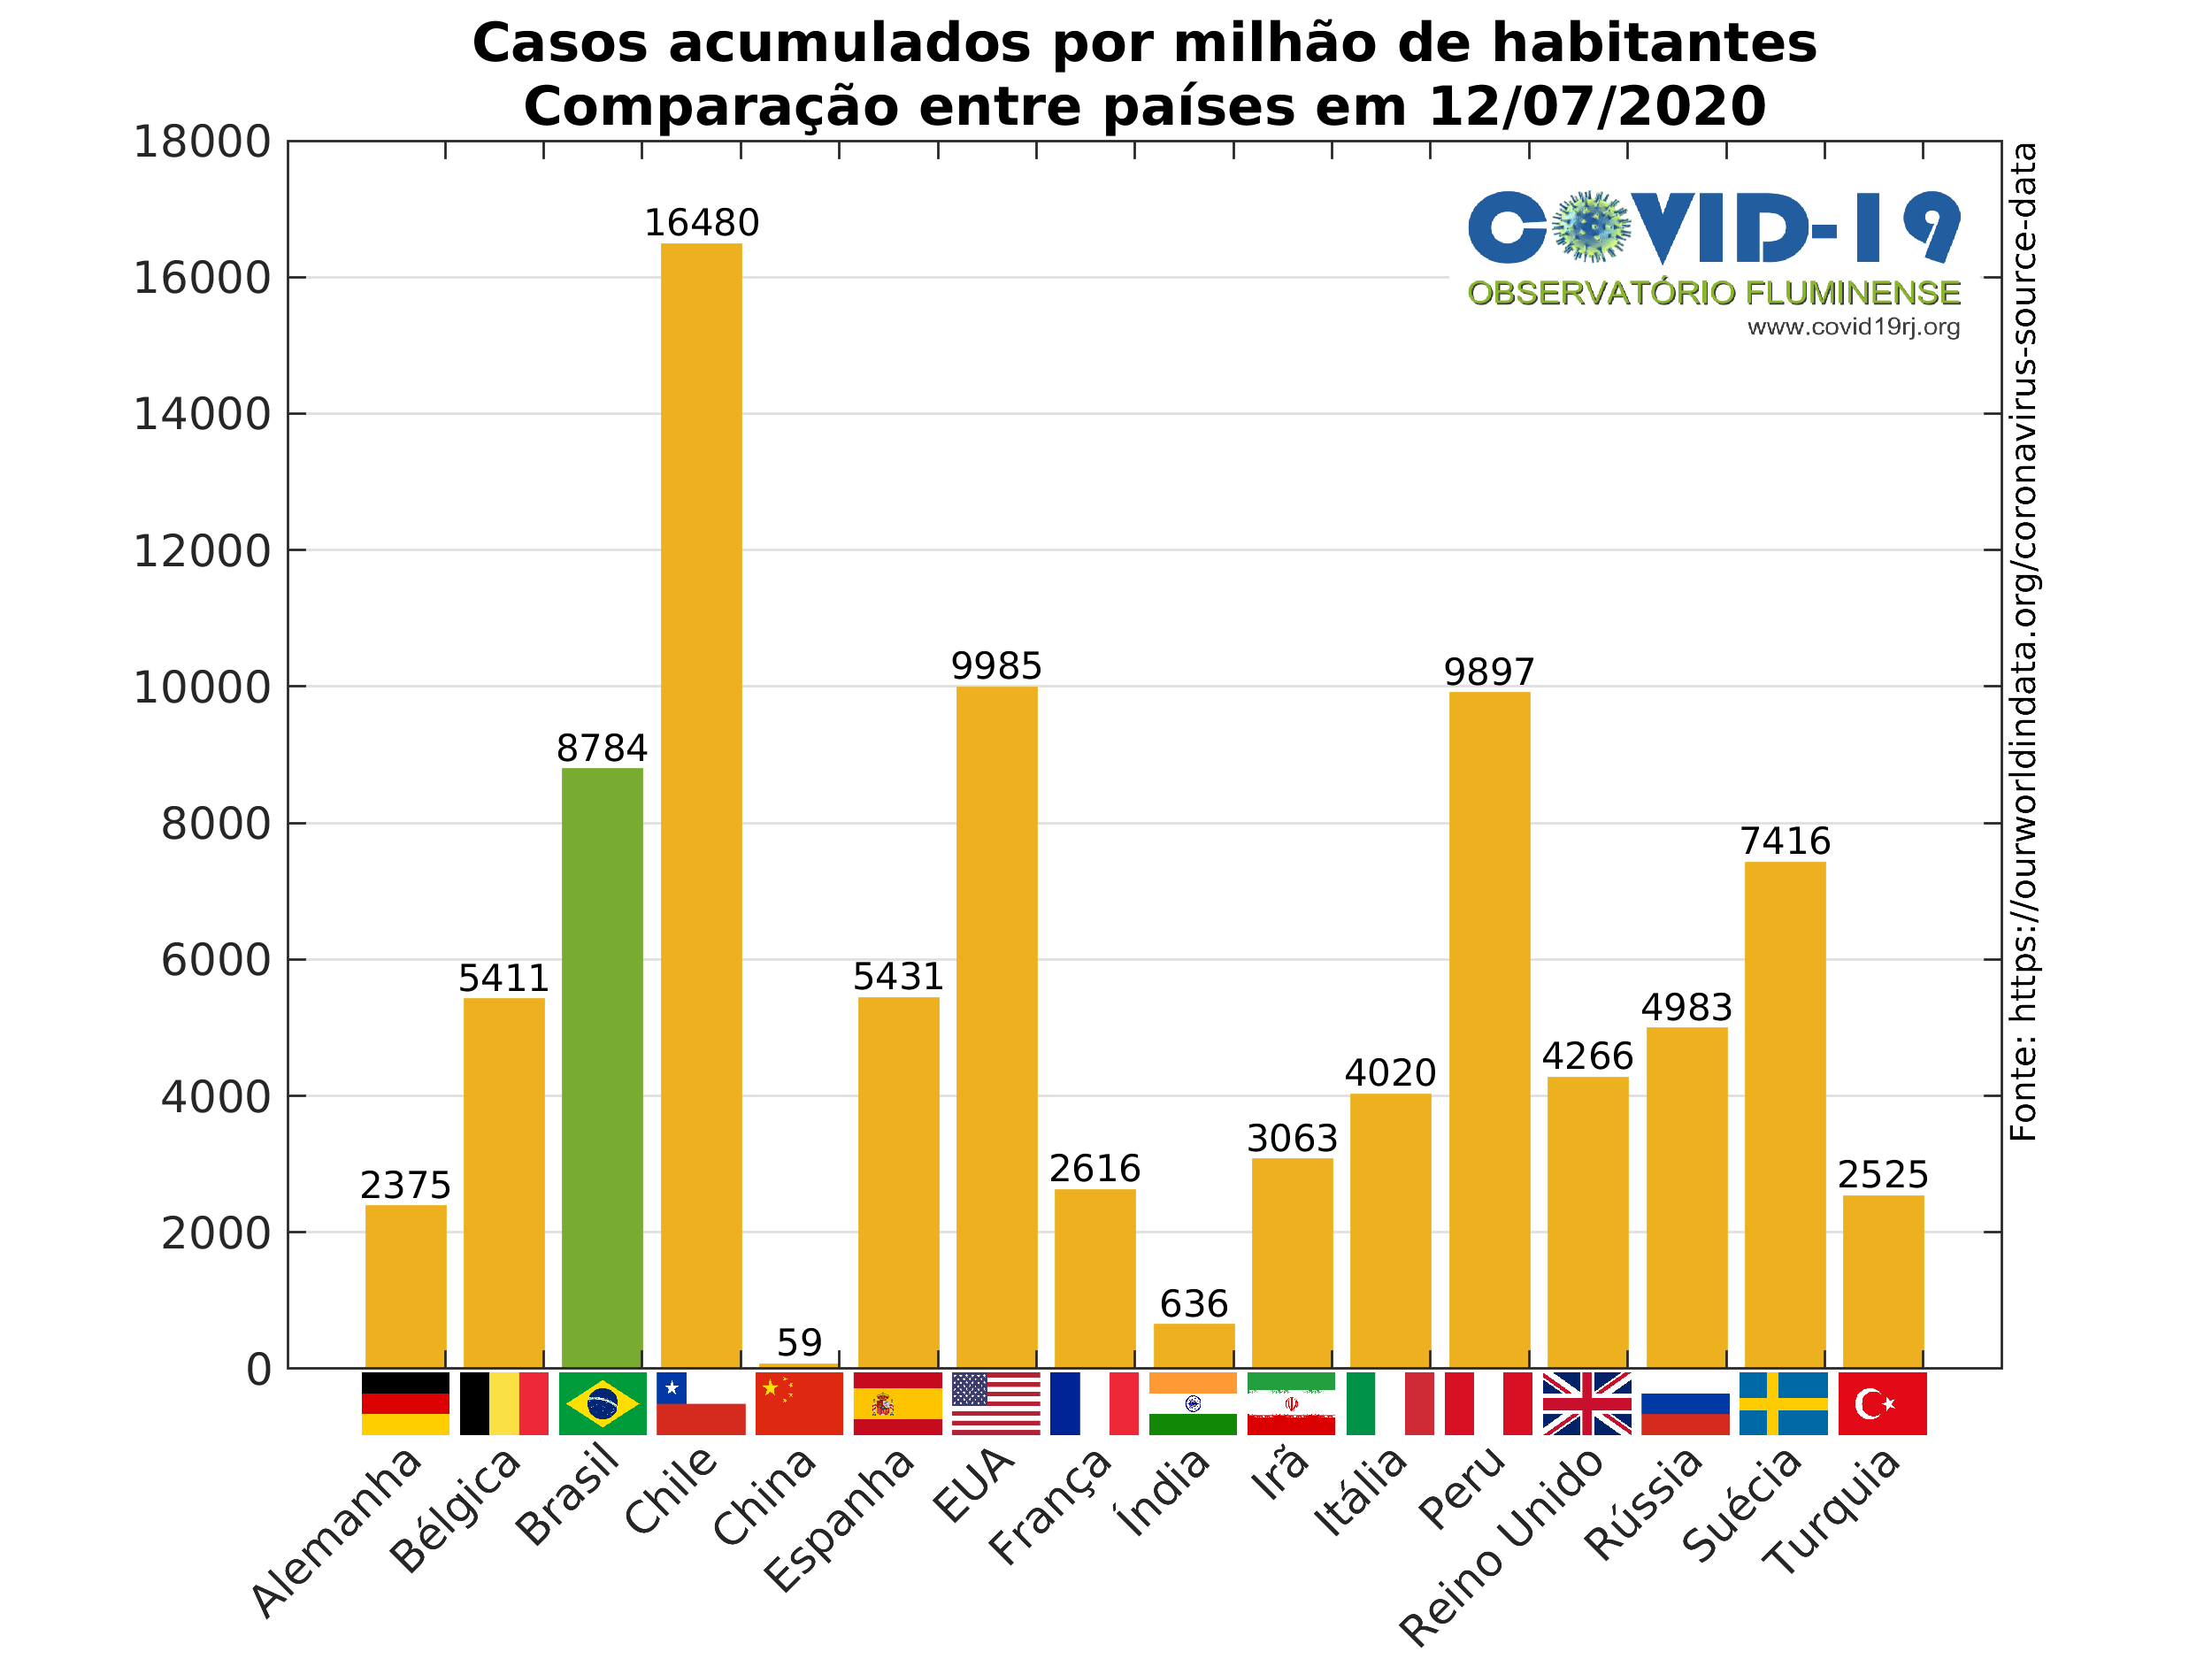 Casos acumulados por milhão de habitantes
Comparação entre países em 12/07/2020
18000
16000
14000
12000
10000
8000
6000
4000
2000
0
2375
5411
8784
16480
59
5431
9985
2616
636
3063
4020
9897
4266
4983
7416
2525
COVID-19
OBSERVATÓRIO FLUMINENSE
www.covid19rj.org
Fonte: https://ourworldindata.org/coronavirus-source-data
Alemanha
Bélgica
Brasil
Chile
China
Espanha
EUA
França
Índia
Irã
Itália
Peru
Reino Unido
Rússia
Suécia
Turquia